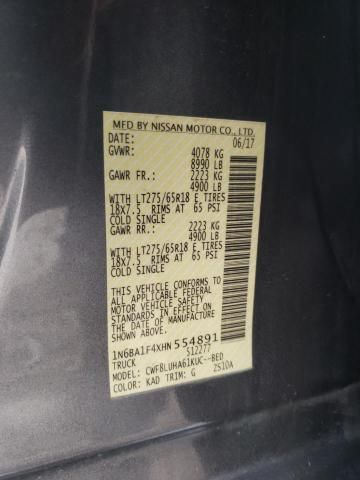 MFD BY NISSAN MOTOR CO., LTD.
DATE: 06/17
GVWR: 4078 KG
8990 LB
GAWR FR.: 2223 KG
4900 LB
WITH LT275/65R18 E TIRES
18X7.5 RIMS AT 65 PSI
COLD SINGLE
GAWR RR.: 2223 KG
4900 LB
WITH LT275/65R18 E TIRES
18X7.5 RIMS AT 65 PSI
COLD SINGLE
THIS VEHICLE CONFORMS TO
ALL APPLICABLE FEDERAL
MOTOR VEHICLE SAFETY
STANDARDS IN EFFECT ON
THE DATE OF MANUFACTURE
SHOWN ABOVE.
1N6BA1F4XHN554891
TRUCK 512277
MODEL: CWF8LUHA61KUC--BED
COLOR: KAD TRIM: G ZS10A